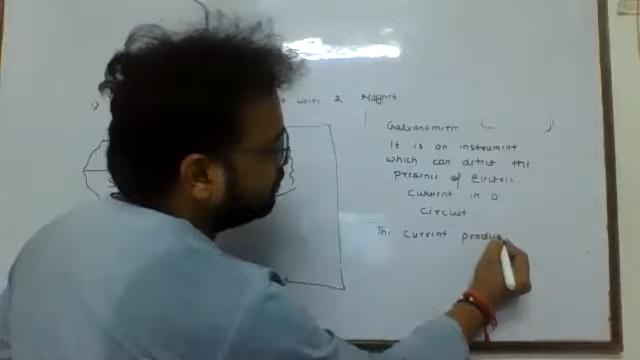 wire & Magnet
Galvanometer ( )
It is an instrument
which can detect the
presence of Electric
current in a
circuit
The current produ